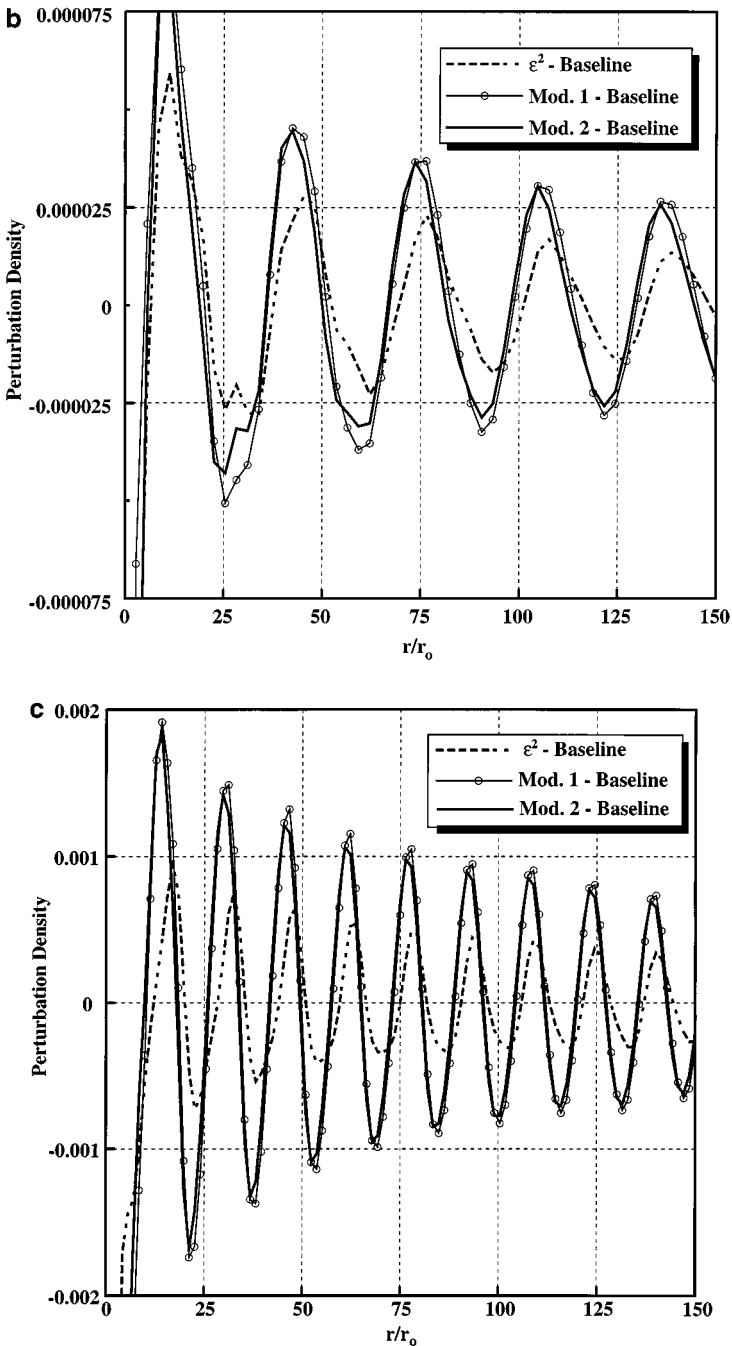 b
0.000075
ε² - Baseline
Mod. 1 - Baseline
Mod. 2 - Baseline
0.000025
0
-0.000025
-0.000075
Perturbation Density
0 25 50 75 100 125 150
r/ro
c
0.002
ε² - Baseline
Mod. 1 - Baseline
Mod. 2 - Baseline
0.001
0
-0.001
-0.002
Perturbation Density
0 25 50 75 100 125 150
r/ro